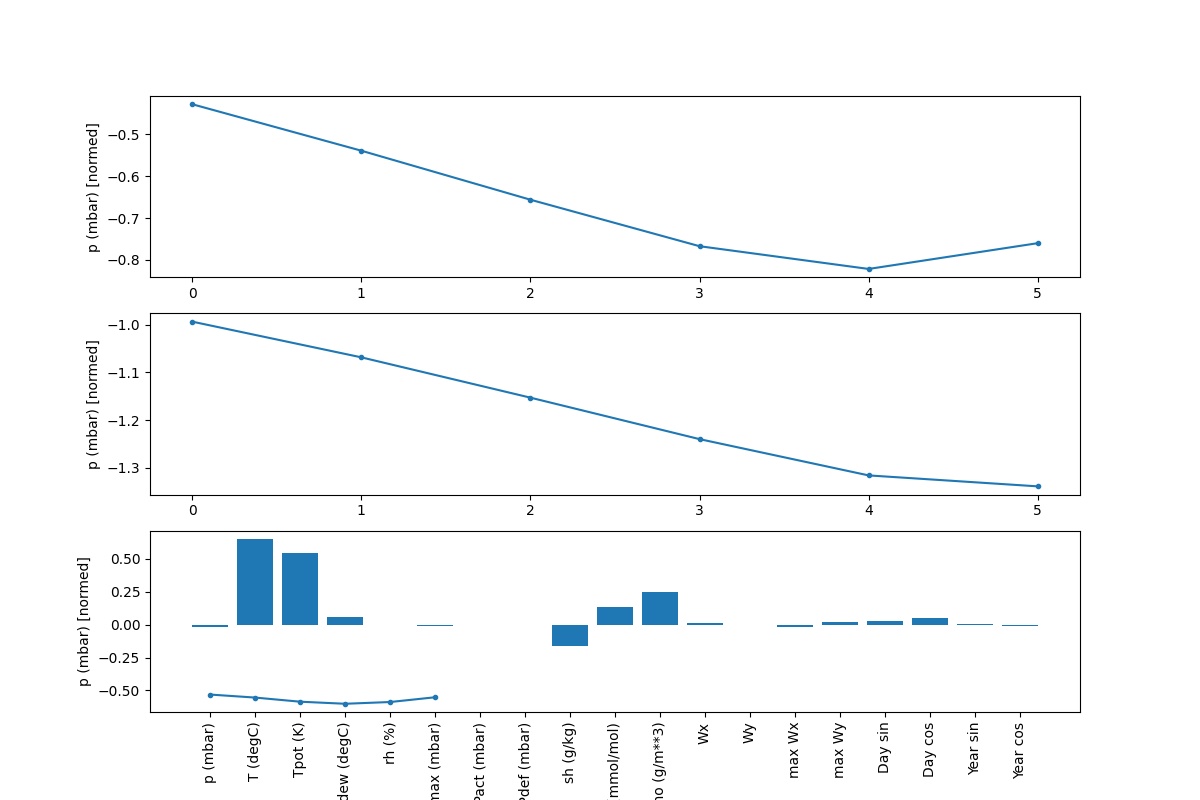 p (mbar) [normed]
−0.5
−0.6
−0.7
−0.8
0 1 2 3 4 5
p (mbar) [normed]
−1.0
−1.1
−1.2
−1.3
0 1 2 3 4 5
p (mbar) [normed]
0.50
0.25
0.00
−0.25
−0.50
p (mbar)
T (degC)
Tpot (K)
dew (degC)
rh (%)
max (mbar)
Pact (mbar)
Pdef (mbar)
sh (g/kg)
mmol/mol)
ho (g/m**3)
Wx
Wy
max Wx
max Wy
Day sin
Day cos
Year sin
Year cos